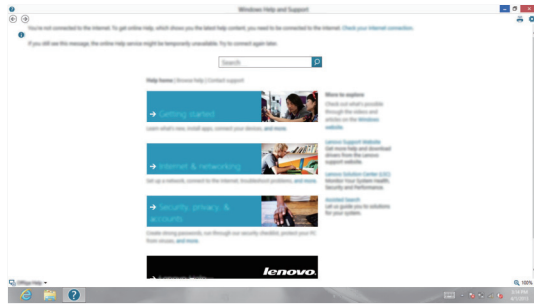 Windows Help and Support
You're not connected to the Internet. To get online Help, which shows you the latest help content, you need to be connected to the Internet. Check your Internet connection.
If you still see this message, the online Help service might be temporarily unavailable. Try to connect again later.
Search
Help home | Browse help | Contact support
→ Getting started
Learn what's new, install apps, connect your devices, and more.
→ Internet & networking
Set up a network, connect to the Internet, troubleshoot problems, and more.
→ Security, privacy, &
accounts
Create strong passwords, run through our security checklist, protect your PC
from viruses, and more.
lenovo
More to explore
Check out what's possible
through the videos and
articles on the Windows
website.
Lenovo Support Website
Get more help and download
drivers from the Lenovo
support website.
Lenovo Solution Center (LSC)
Monitor Your System Health,
Security and Performance.
Assisted Search
Let us guide you to solutions
for your system.
Offline Help
100%